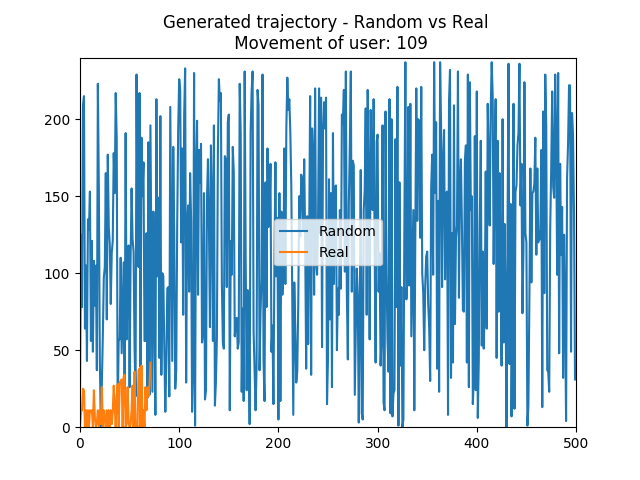 Generated trajectory - Random vs Real
Movement of user: 109
200
150
100
50
0
Random
Real
0 100 200 300 400 500